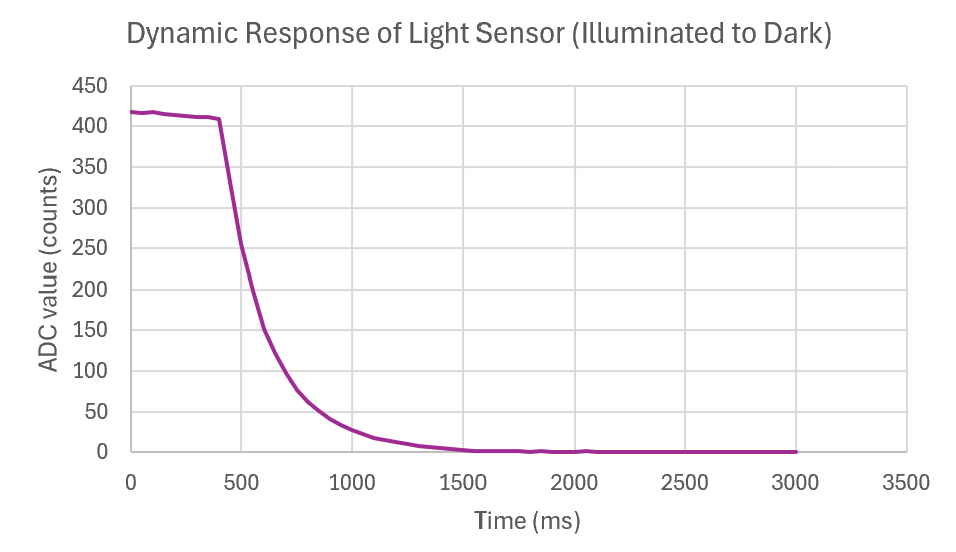 Dynamic Response of Light Sensor (Illuminated to Dark)
450
400
350
300
250
200
150
100
50
0
ADC value (counts)
0 500 1000 1500 2000 2500 3000 3500
Time (ms)